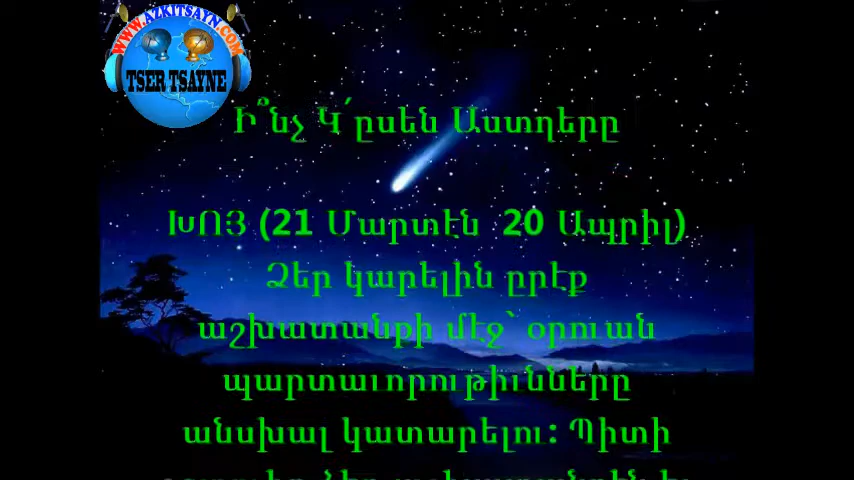 WWW.AZKITSAYN.COM
TSER TSAYNE
Ի՞նչ Կ՛ըսեն Աստղերը
ԽՈՅ (21 Մարտէն 20 Ապրիլ)
Ձեր կարելին ըրէք
աշխատանքի մէջ՝ օրուան
պարտաւորութիւնները
անսխալ կատարելու: Պիտի